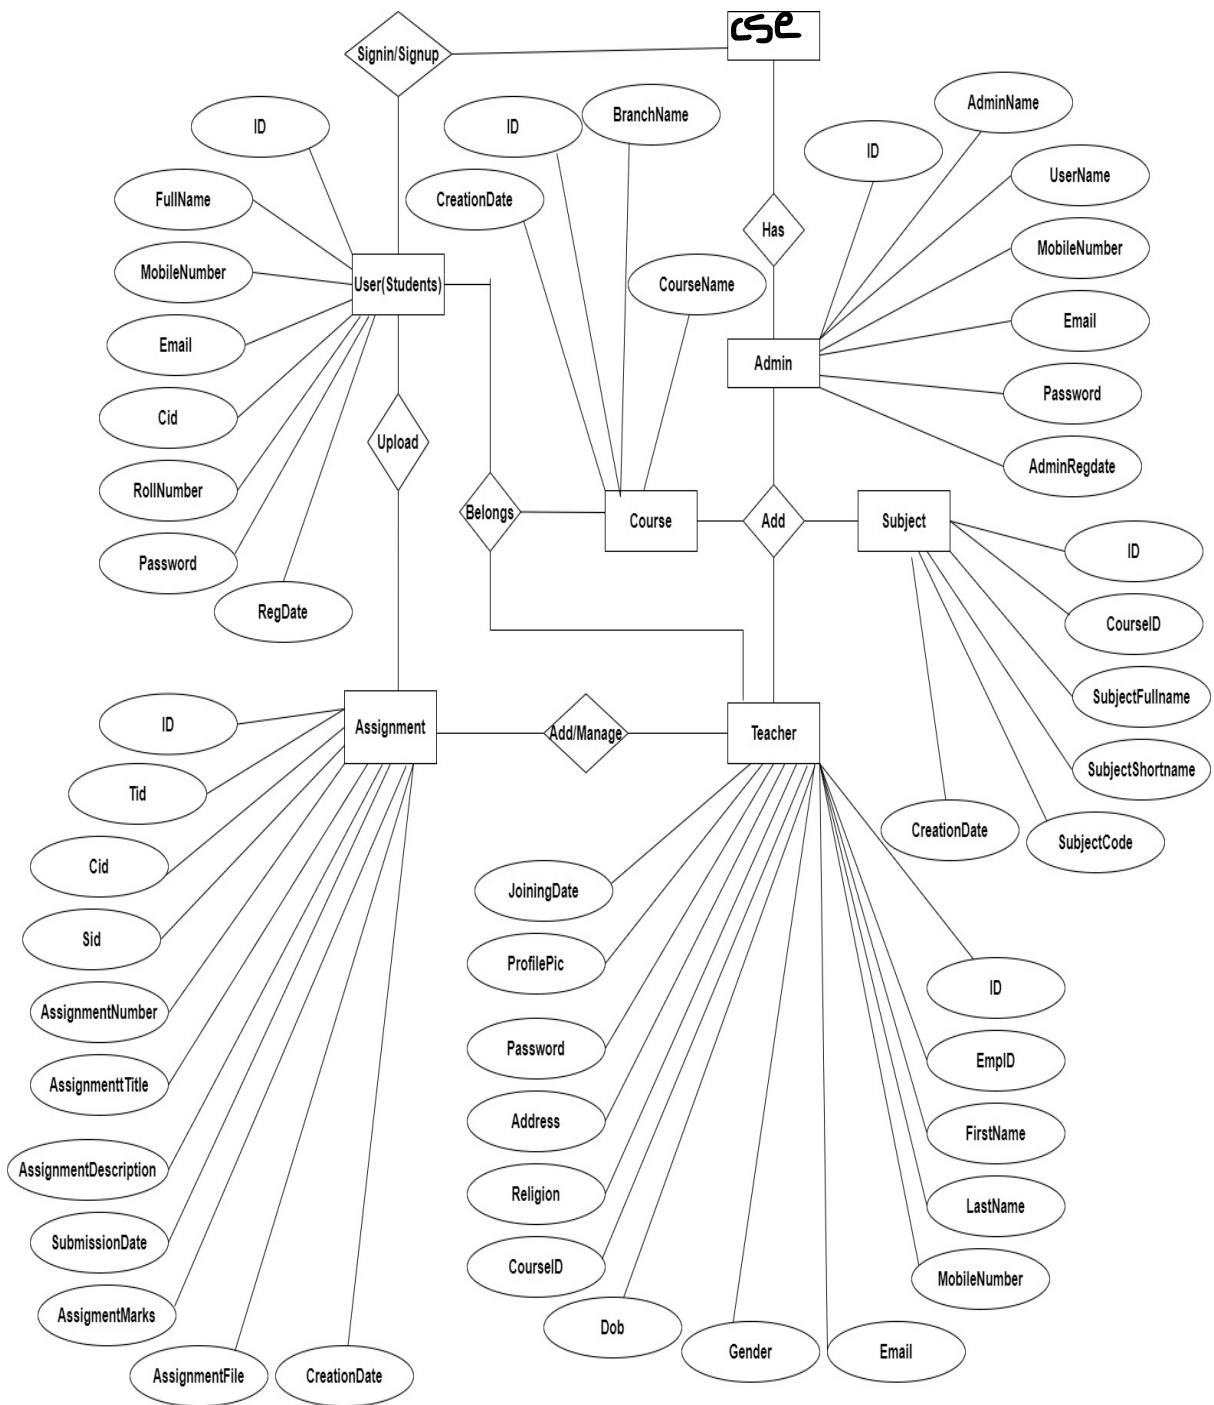 cse
Signin/Signup
AdminName
BranchName
ID
ID
ID
UserName
FullName
CreationDate
Has
MobileNumber
MobileNumber
User(Students)
CourseName
Email
Email
Admin
Password
Cid
Upload
AdminRegdate
RollNumber
Belongs
Course
Add
Subject
ID
Password
RegDate
CourseID
SubjectFullname
ID
Assignment
Add/Manage
Teacher
SubjectShortname
Tid
CreationDate
SubjectCode
Cid
JoiningDate
Sid
ProfilePic
ID
AssignmentNumber
Password
EmpID
AssignmenttTitle
Address
FirstName
AssignmentDescription
Religion
LastName
SubmissionDate
CourseID
MobileNumber
AssigmentMarks
Dob
Gender
Email
AssignmentFile
CreationDate